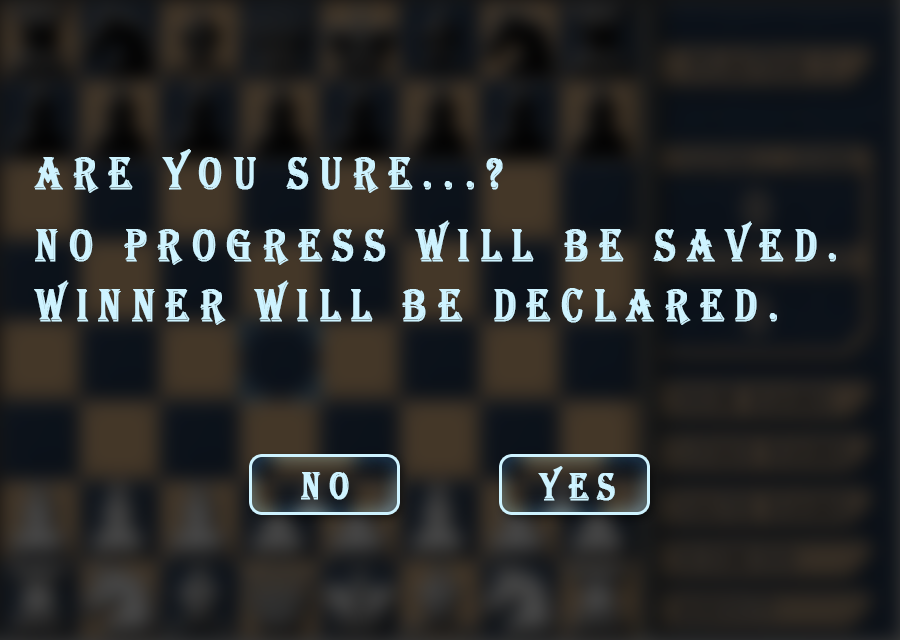 ARE YOU SURE...?
NO PROGRESS WILL BE SAVED.
WINNER WILL BE DECLARED.
NO
YES